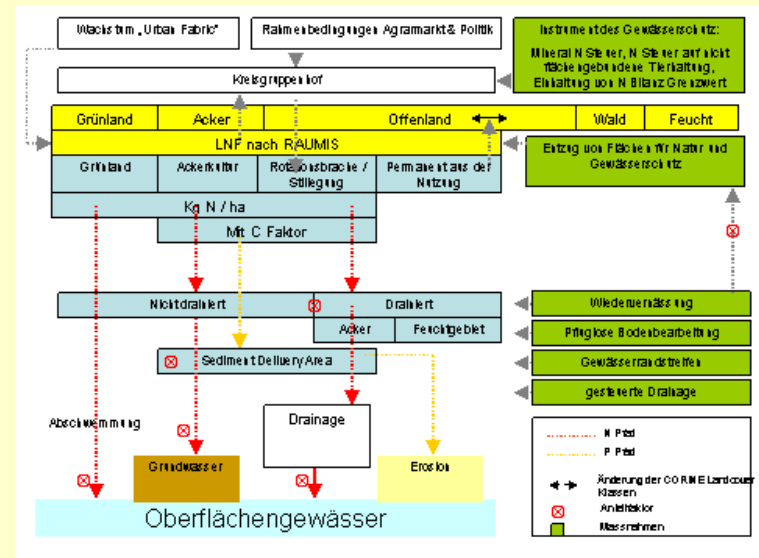 Wachstum „Urban Fabric"
Rahmenbedingungen Agrarmarkt & Politik
Instrument des Gewässerschutz:
Mineral N Steuer, N Steuer auf nicht
flächengebundene Tierhaltung,
Einhaltung von N Bilanz Grenzwert
Kreisgruppenhof
Grünland
Acker
Offenland
Wald
Feucht
LNF nach RAUMIS
Entzug von Flächen für Natur und
Gewässerschutz
Grünland
Ackerkultur
Rotationsbrache /
Stillegung
Permanent aus der
Nutzung
Kg N / ha
Mit C Faktor
Nicht drainiert
Drainiert
Wiedervernässung
Acker
Feuchtgebiet
Pfluglose Bodenbearbeitung
Sediment Delivery Area
Gewässerrandstreifen
gesteuerte Drainage
Abschwemmung
Drainage
Grundwasser
Erosion
N Pfad
P Pfad
Änderung der CORINE Landcover
Klassen
Anteilfaktor
Massnahmen
Oberflächengewässer